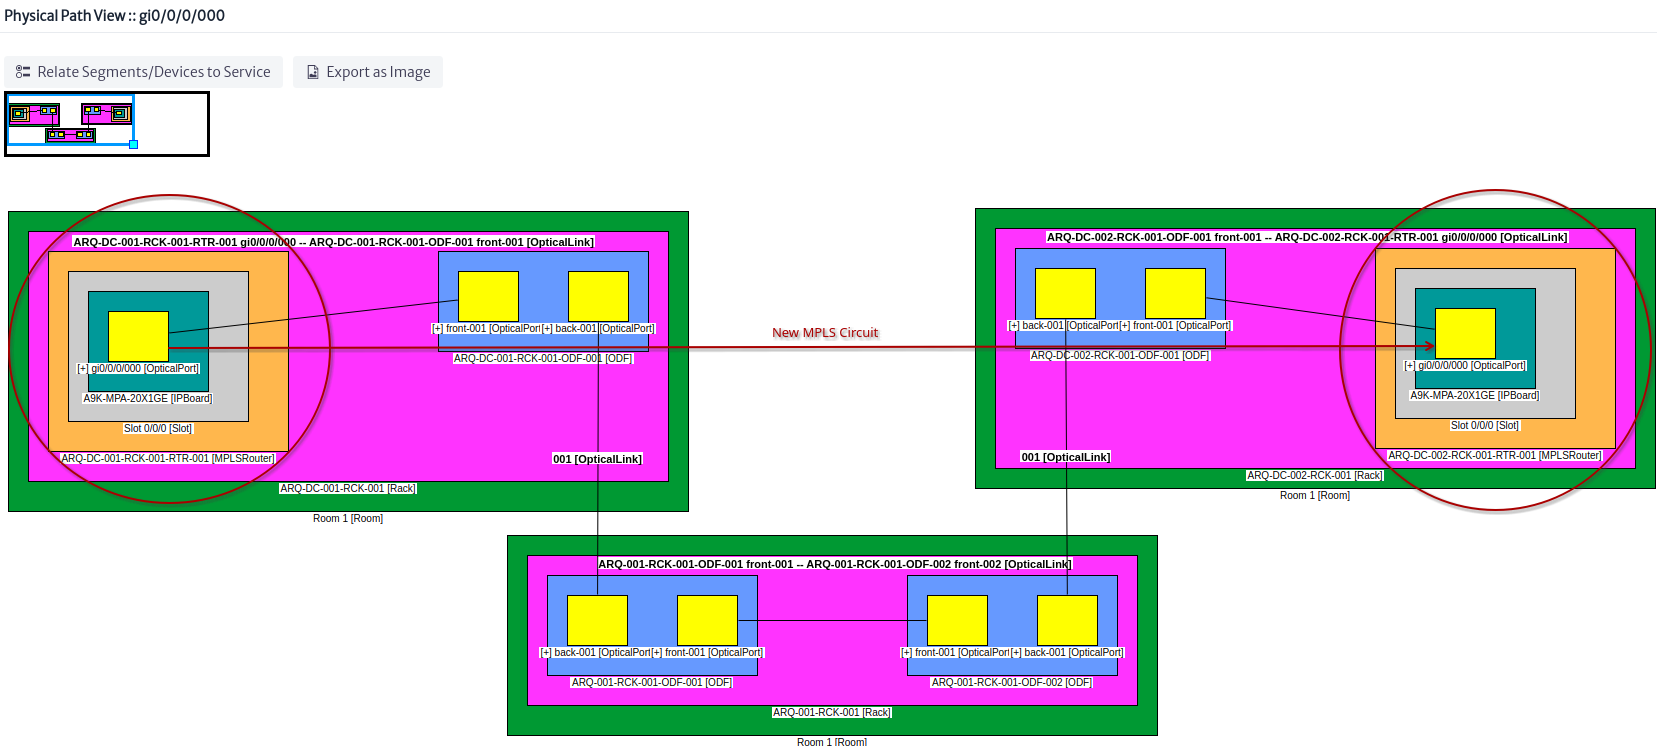 Physical Path View :: gi0/0/0/000
Relate Segments/Devices to Service
Export as Image
ARQ-DC-001-RCK-001-RTR-001 gi0/0/0/000 -- ARQ-DC-001-RCK-001-ODF-001 front-001 [OpticalLink]
[+] front-001 [OpticalPort
[+] back-001 [OpticalPort]
ARQ-DC-001-RCK-001-ODF-001 [ODF]
[+] gi0/0/0/000 [OpticalPort]
A9K-MPA-20X1GE [IPBoard]
Slot 0/0/0 [Slot]
ARQ-DC-001-RCK-001-RTR-001 [MPLSRouter]
001 [OpticalLink]
ARQ-DC-001-RCK-001 [Rack]
Room 1 [Room]
New MPLS Circuit
ARQ-DC-002-RCK-001-ODF-001 front-001 -- ARQ-DC-002-RCK-001-RTR-001 gi0/0/0/000 [OpticalLink]
[+] back-001 [OpticalPort
[+] front-001 [OpticalPort]
ARQ-DC-002-RCK-001-ODF-001 [ODF]
[+] gi0/0/0/000 [OpticalPort]
A9K-MPA-20X1GE [IPBoard]
Slot 0/0/0 [Slot]
001 [OpticalLink]
ARQ-DC-002-RCK-001-RTR-001 [MPLSRouter]
ARQ-DC-002-RCK-001 [Rack]
Room 1 [Room]
ARQ-001-RCK-001-ODF-001 front-001 -- ARQ-001-RCK-001-ODF-002 front-002 [OpticalLink]
[+] back-001 [OpticalPort
[+] front-001 [OpticalPort]
[+] front-001 [OpticalPort
[+] back-001 [OpticalPort]
ARQ-001-RCK-001-ODF-001 [ODF]
ARQ-001-RCK-001-ODF-002 [ODF]
ARQ-001-RCK-001 [Rack]
Room 1 [Room]